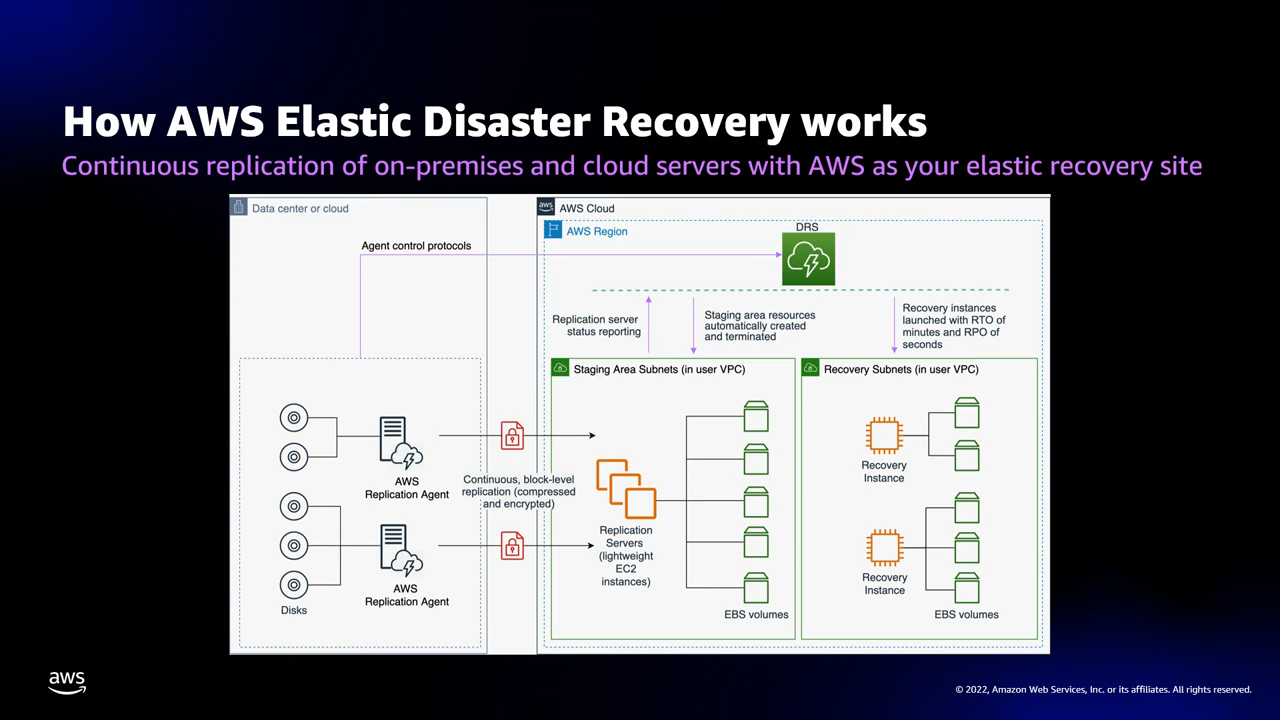 How AWS Elastic Disaster Recovery works
Continuous replication of on-premises and cloud servers with AWS as your elastic recovery site
Data center or cloud
aws
AWS Cloud
AWS Region
DRS
Agent control protocols
Replication server
status reporting
Staging area resources
automatically created
and terminated
Recovery instances
launched with RTO of
minutes and RPO of
seconds
Staging Area Subnets (in user VPC)
Recovery Subnets (in user VPC)
AWS
Replication Agent
Continuous, block-level
replication (compressed
and encrypted)
Recovery
Instance
Replication
Servers
(lightweight
EC2
instances)
Recovery
Instance
AWS
Replication Agent
Disks
EBS volumes
EBS volumes
aws
© 2022, Amazon Web Services, Inc. or its affiliates. All rights reserved.